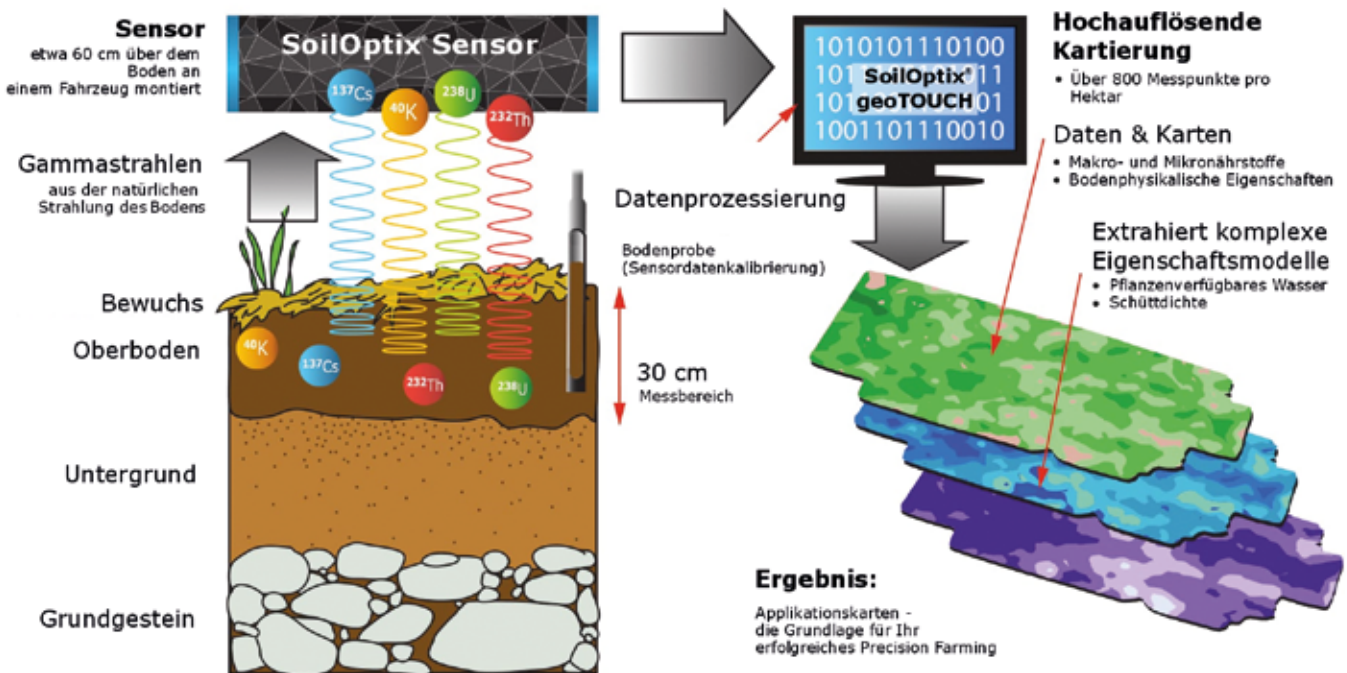 Sensor
etwa 60 cm über dem
Boden an
einem Fahrzeug montiert
SoilOptix® Sensor
137Cs
40K
238U
232Th
Gammastrahlen
aus der natürlichen
Strahlung des Bodens
Bewuchs
Oberboden
Untergrund
Grundgestein
40K
137Cs
232Th
238U
1010101110100
SoilOptix®
geoTOUCH
1001101110010
Datenprozessierung
Bodenprobe
(Sensordatenkalibrierung)
30 cm
Messbereich
Hochauflösende
Kartierung
• Über 800 Messpunkte pro
Hektar
Daten & Karten
• Makro- und Mikronährstoffe
• Bodenphysikalische Eigenschaften
Extrahiert komplexe
Eigenschaftsmodelle
• Pflanzenverfügbares Wasser
• Schüttdichte
Ergebnis:
Applikationskarten -
die Grundlage für Ihr
erfolgreiches Precision Farming